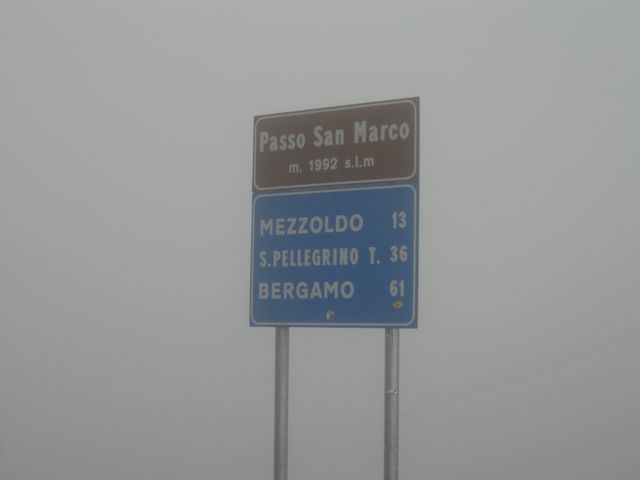 Passo San Marco
m. 1992 s.l.m
MEZZOLDO 13
S.PELLEGRINO T. 36
BERGAMO 61